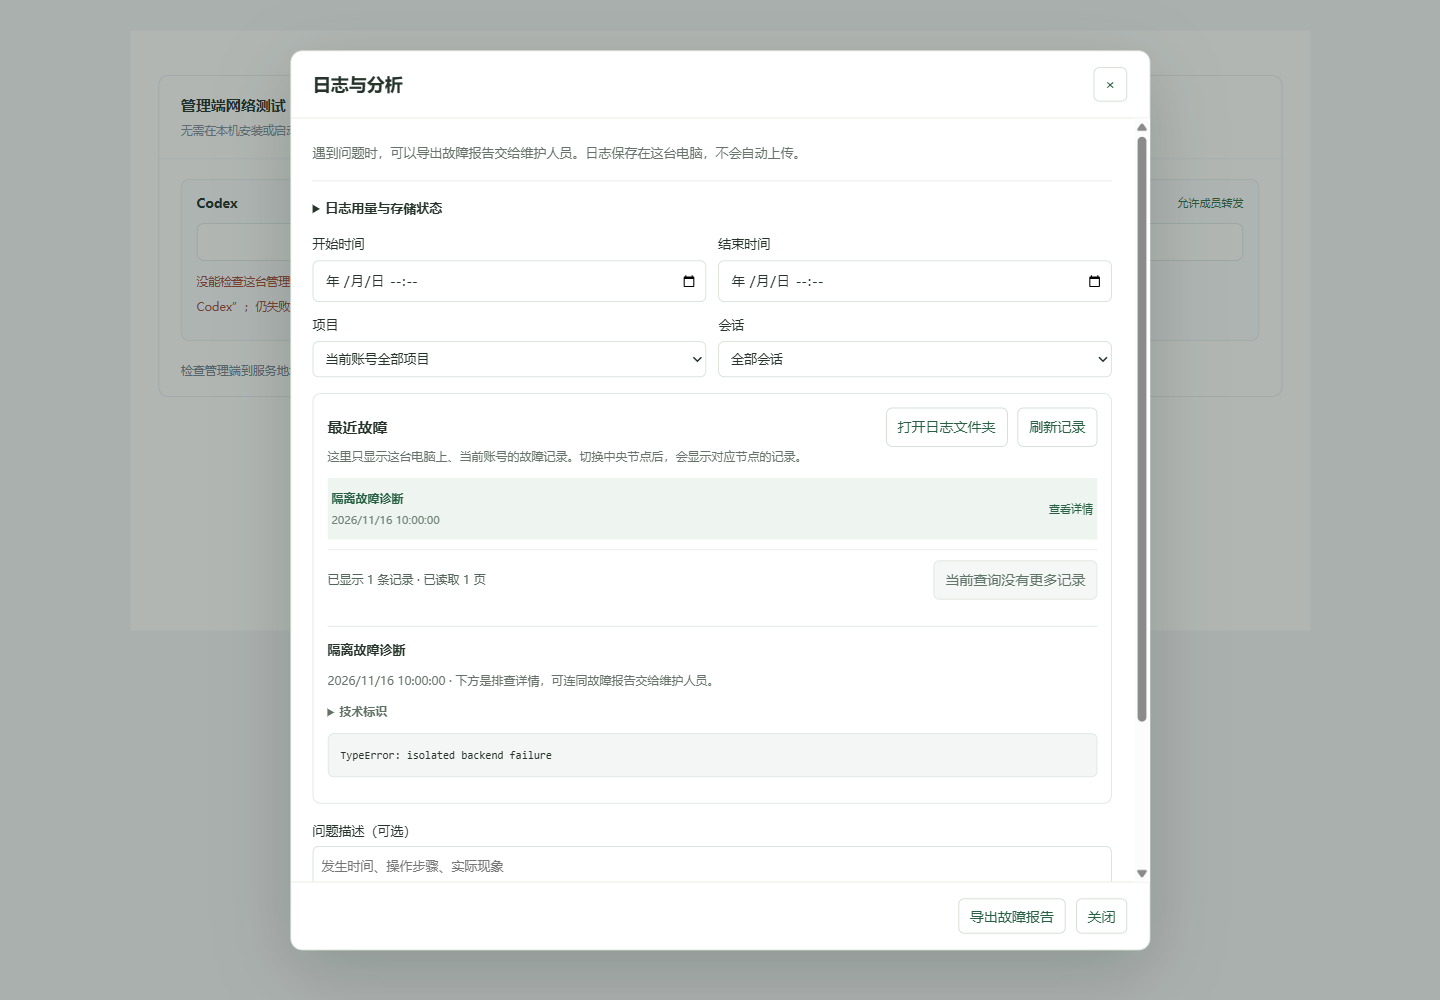 管理端网络测试
无需在本机安装或启
Codex
允许成员转发
没能检查这台管理
Codex”；仍失败
检查管理端到服务地
日志与分析
×
遇到问题时，可以导出故障报告交给维护人员。日志保存在这台电脑，不会自动上传。
▶ 日志用量与存储状态
开始时间
结束时间
年 /月/日 --:--
年 /月/日 --:--
项目
会话
当前账号全部项目
全部会话
最近故障
打开日志文件夹
刷新记录
这里只显示这台电脑上、当前账号的故障记录。切换中央节点后，会显示对应节点的记录。
隔离故障诊断
2026/11/16 10:00:00
查看详情
已显示 1 条记录 · 已读取 1 页
当前查询没有更多记录
隔离故障诊断
2026/11/16 10:00:00 · 下方是排查详情，可连同故障报告交给维护人员。
▶ 技术标识
TypeError: isolated backend failure
问题描述（可选）
发生时间、操作步骤、实际现象
导出故障报告
关闭